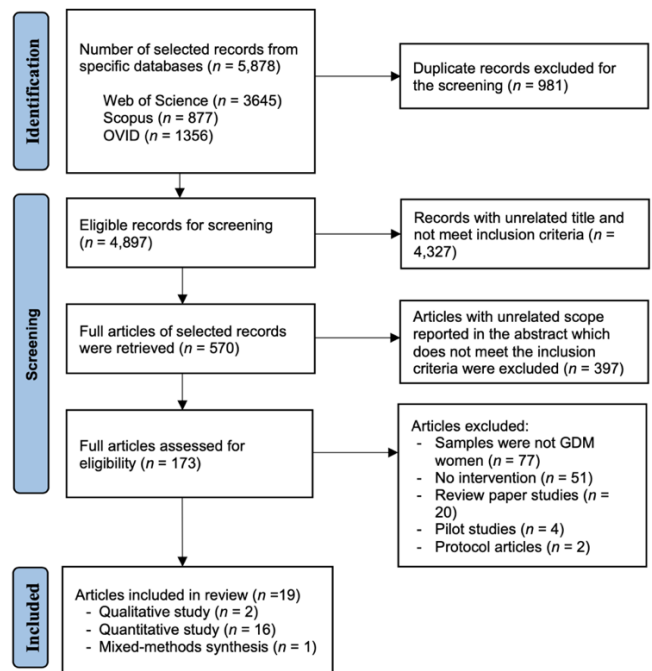 Identification
Number of selected records from
specific databases (n = 5,878)
Web of Science (n = 3645)
Scopus (n = 877)
OVID (n = 1356)
Duplicate records excluded for
the screening (n = 981)
Screening
Eligible records for screening
(n = 4,897)
Records with unrelated title and
not meet inclusion criteria (n =
4,327)
Full articles of selected records
were retrieved (n = 570)
Articles with unrelated scope
reported in the abstract which
does not meet the inclusion
criteria were excluded (n = 397)
Full articles assessed for
eligibility (n = 173)
Articles excluded:
- Samples were not GDM
women (n = 77)
- No intervention (n = 51)
- Review paper studies (n =
20)
- Pilot studies (n = 4)
- Protocol articles (n = 2)
Included
Articles included in review (n =19)
- Qualitative study (n = 2)
- Quantitative study (n = 16)
- Mixed-methods synthesis (n = 1)